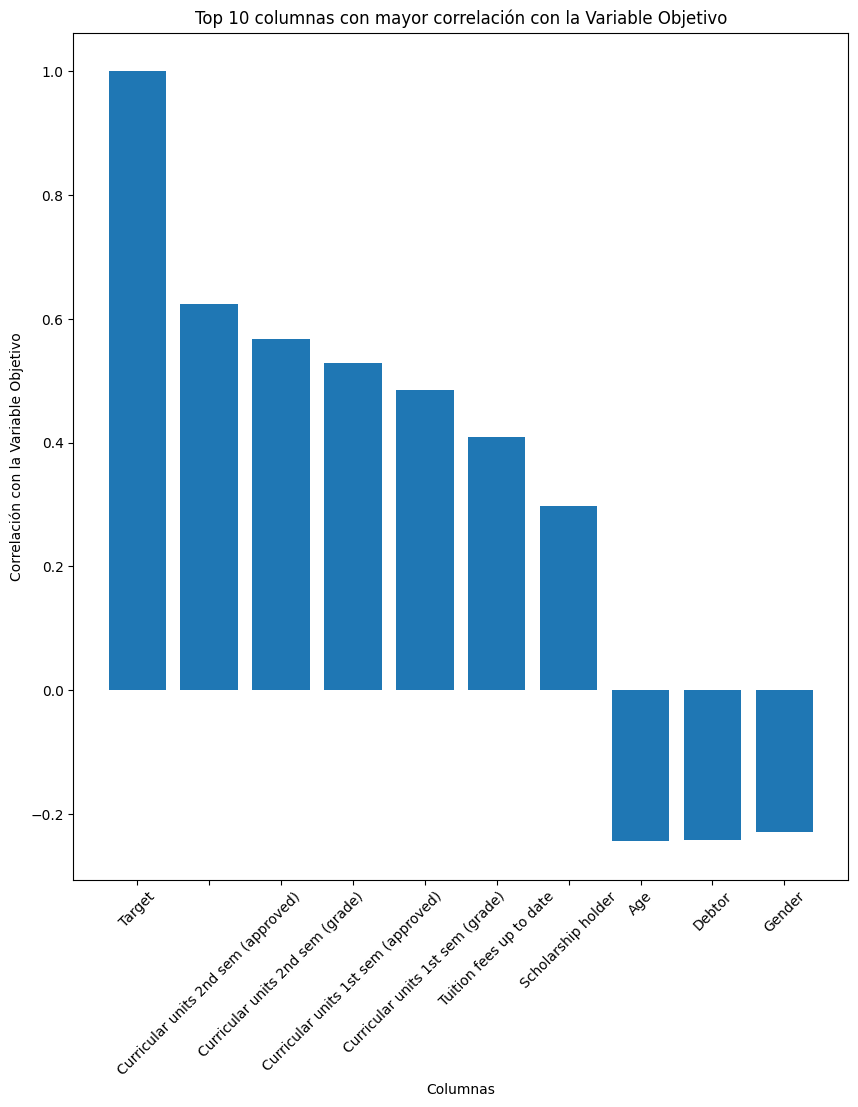 Top 10 columnas con mayor correlación con la Variable Objetivo
Correlación con la Variable Objetivo
1.0
0.8
0.6
0.4
0.2
0.0
−0.2
Target
Curricular units 2nd sem (approved)
Curricular units 2nd sem (grade)
Curricular units 1st sem (approved)
Curricular units 1st sem (grade)
Tuition fees up to date
Scholarship holder
Age
Debtor
Gender
Columnas